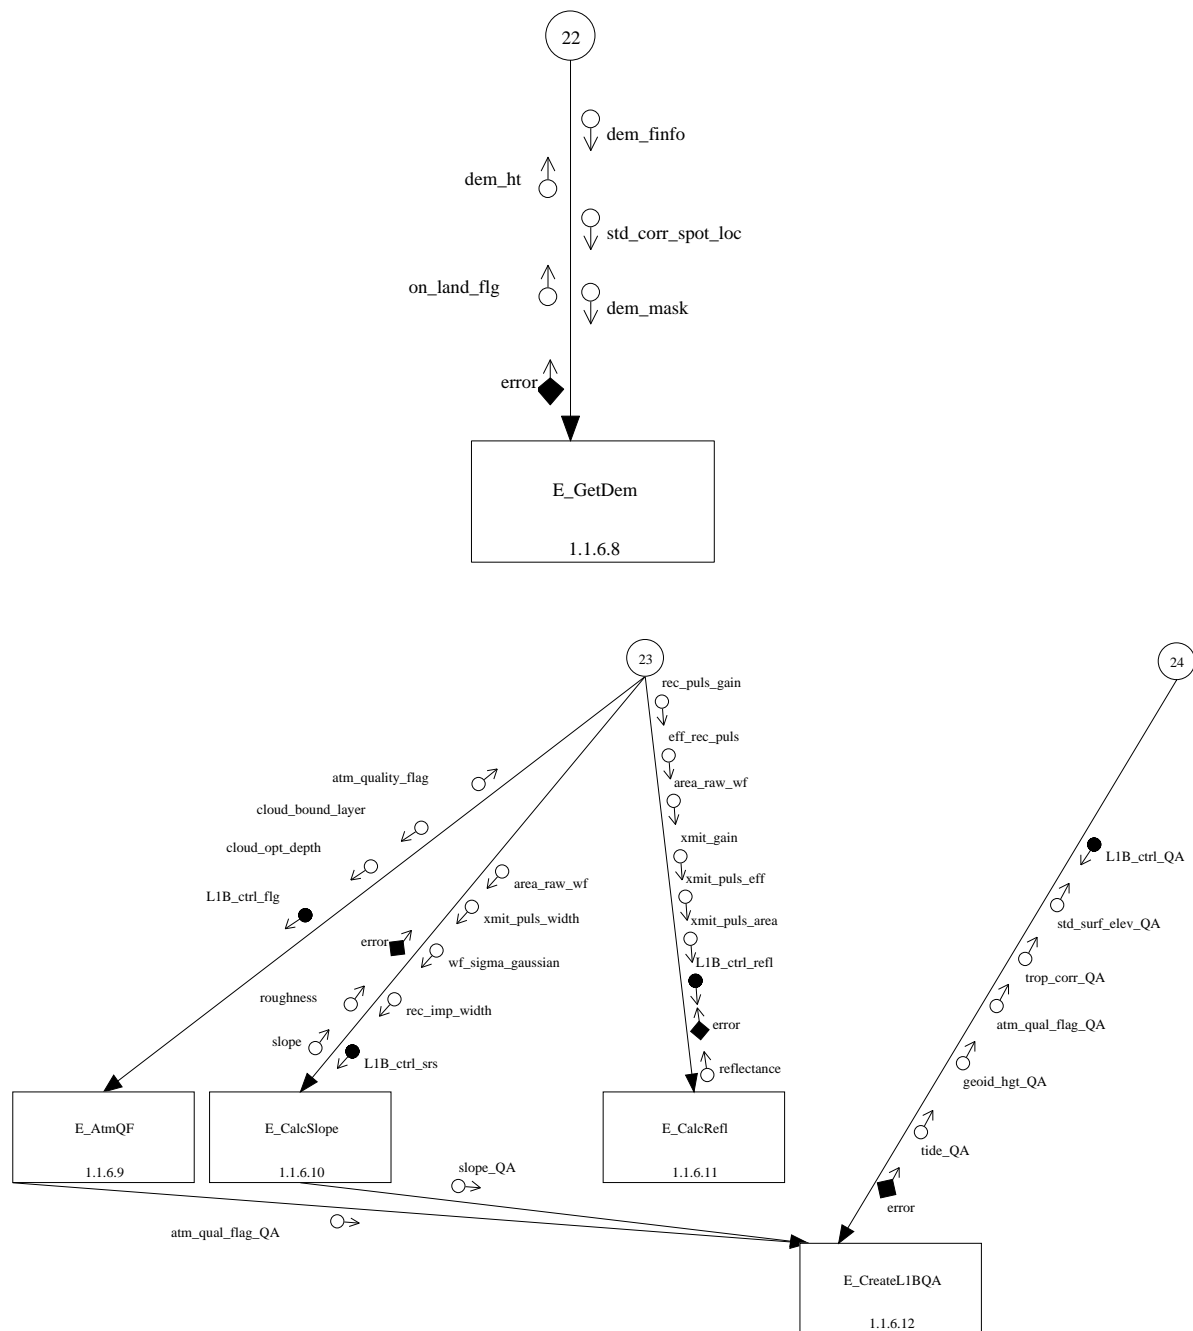 22
dem_finfo
dem_ht
std_corr_spot_loc
on_land_flg
dem_mask
error
E_GetDem
1.1.6.8
23
24
rec_puls_gain
eff_rec_puls
atm_quality_flag
area_raw_wf
cloud_bound_layer
xmit_gain
cloud_opt_depth
L1B_ctrl_QA
area_raw_wf
xmit_puls_eff
L1B_ctrl_flg
xmit_puls_width
xmit_puls_area
std_surf_elev_QA
error
wf_sigma_gaussian
L1B_ctrl_refl
trop_corr_QA
roughness
rec_imp_width
error
atm_qual_flag_QA
slope
L1B_ctrl_srs
reflectance
geoid_hgt_QA
E_AtmQF
E_CalcSlope
E_CalcRefl
tide_QA
1.1.6.9
1.1.6.10
slope_QA
1.1.6.11
error
atm_qual_flag_QA
E_CreateL1BQA
1.1.6.12